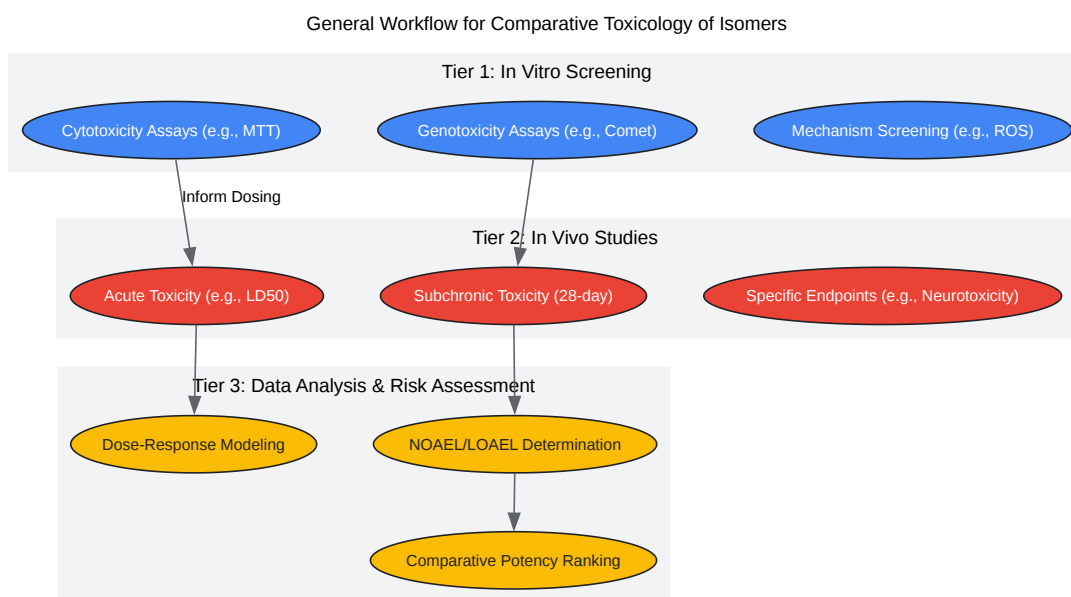 General Workflow for Comparative Toxicology of Isomers
Tier 1: In Vitro Screening
Cytotoxicity Assays (e.g., MTT)
Genotoxicity Assays (e.g., Comet)
Mechanism Screening (e.g., ROS)
Inform Dosing
Tier 2: In Vivo Studies
Acute Toxicity (e.g., LD50)
Subchronic Toxicity (28-day)
Specific Endpoints (e.g., Neurotoxicity)
Tier 3: Data Analysis & Risk Assessment
Dose-Response Modeling
NOAEL/LOAEL Determination
Comparative Potency Ranking